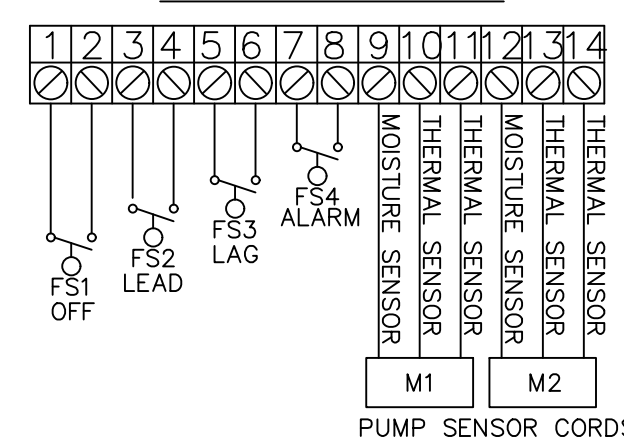 1 2 3 4 5 6 7 8 9 10 11 12 13 14
FS1
OFF
FS2
LEAD
FS3
LAG
FS4
ALARM
MOISTURE SENSOR
THERMAL SENSOR
THERMAL SENSOR
MOISTURE SENSOR
THERMAL SENSOR
THERMAL SENSOR
M1
M2
PUMP SENSOR CORDS